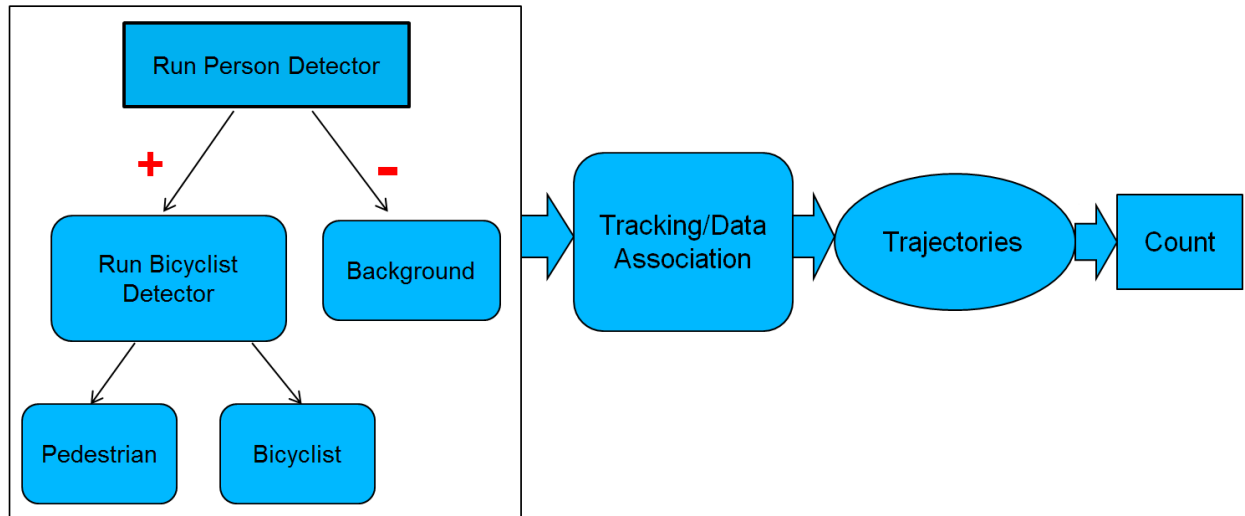 Run Person Detector
+
-
Run Bicyclist
Detector
Background
Pedestrian
Bicyclist
Tracking/Data
Association
Trajectories
Count